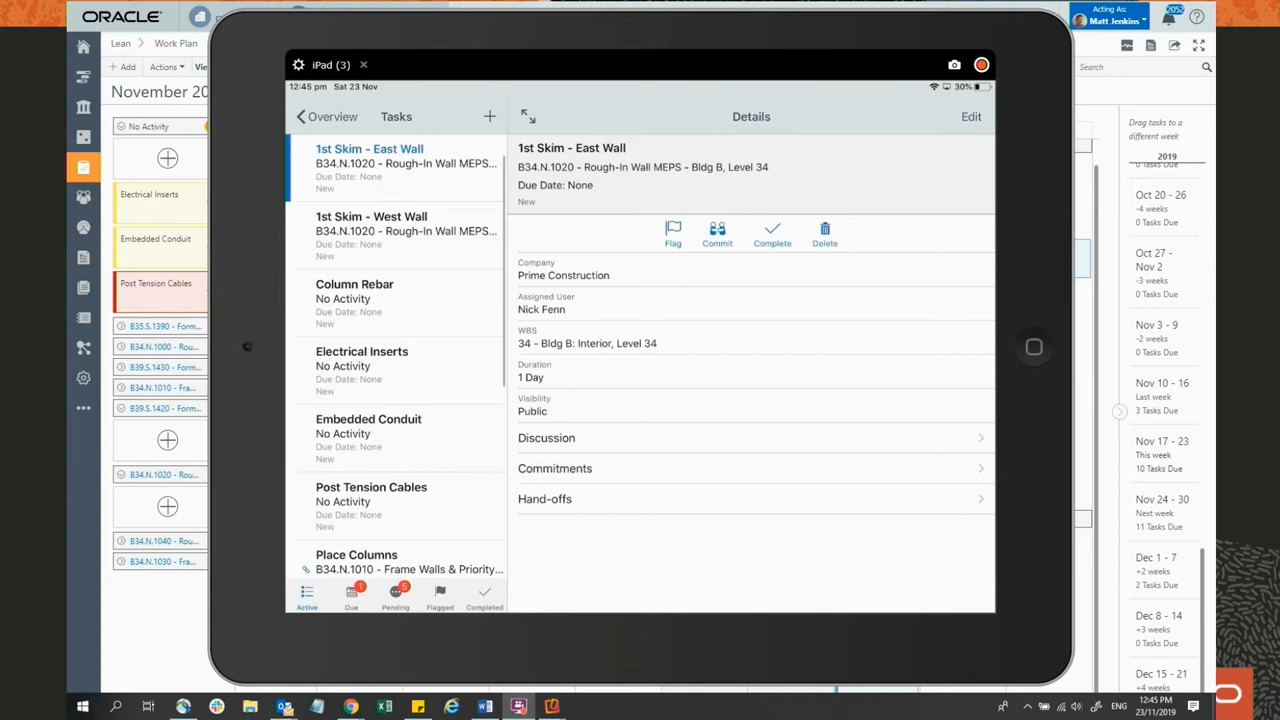 ORACLE
Acting As:
Matt Jenkins
2052
Lean
Work Plan
Add
Actions
Search
November 20
No Activity
Electrical Inserts
Embedded Conduit
Post Tension Cables
B35.S.1390 - Form...
B34.N.1000 - Rou...
B39.S.1430 - Form...
B34.N.1010 - Fra...
B39.S.1420 - Form...
B34.N.1020 - Rou...
B34.N.1040 - Rou...
B34.N.1030 - Fra...
iPad (3)
12:45 pm Sat 23 Nov
30%
Overview
Tasks
Details
Edit
1st Skim - East Wall
B34.N.1020 - Rough-In Wall MEPS...
Due Date: None
New
1st Skim - West Wall
B34.N.1020 - Rough-In Wall MEPS...
Due Date: None
New
Column Rebar
No Activity
Due Date: None
New
Electrical Inserts
No Activity
Due Date: None
New
Embedded Conduit
No Activity
Due Date: None
New
Post Tension Cables
No Activity
Due Date: None
New
Place Columns
B34.N.1010 - Frame Walls & Priority...
Active
1
Due
5
Pending
Flagged
Completed
1st Skim - East Wall
B34.N.1020 - Rough-In Wall MEPS - Bldg B, Level 34
Due Date: None
New
Flag
Commit
Complete
Delete
Company
Prime Construction
Assigned User
Nick Fenn
WBS
34 - Bldg B: Interior, Level 34
Duration
1 Day
Visibility
Public
Discussion
Commitments
Hand-offs
Drag tasks to a
different week
2019
0 Tasks Due
Oct 20 - 26
-4 weeks
0 Tasks Due
Oct 27 -
Nov 2
-3 weeks
0 Tasks Due
Nov 3 - 9
-2 weeks
0 Tasks Due
Nov 10 - 16
Last week
3 Tasks Due
Nov 17 - 23
This week
10 Tasks Due
Nov 24 - 30
Next week
11 Tasks Due
Dec 1 - 7
+2 weeks
2 Tasks Due
Dec 8 - 14
+3 weeks
0 Tasks Due
Dec 15 - 21
+4 weeks
ENG
12:45 PM
23/11/2019